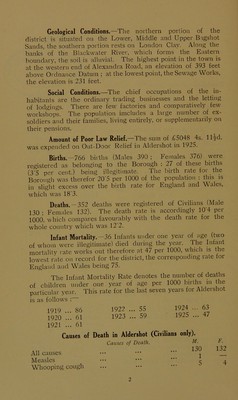 Geological Conditions.—The northern portion of the
district is situated on the Lower, Middle and Upper Bagshot
Sands, the southern portion rests on London Clay. Along the
banks of the Blackwater River, which forms the Eastern
boundary, the soil is alluvial. The highest point in the town is
at the western end of Alexandra Road, an elevation of 393 feet
above Ordnance Datum; at the lowest point, the Sewage Works,
the elevation is 231 feet.
Social Conditions.—The chief occupations of the in-
habitants are the ordinary trading businesses and the letting
of lodgings. There are few factories and comparatively few
workshops. The population includes a large number of ex-
soldiers and their families, living entirely, or supplementally on
their pensions.
Amount of Poor Law Relief.—The sum of £5048 4s. 11½d.
was expended on Out-Door Relief in Aldershot in 1925.
Births.—766 births (Males 390; Females 376) were
registered as belonging to the Borough; 27 of these births
(3'5 per cent.) being illegitimate. The birth rate for the
Borough was therefor 20'5 per 1000 of the population; this is
in slight excess over the birth rate for England and Wales,
which was 18'3.
Deaths.—352 deaths were registered of Civilians (Male
130; Females 132). The death rate is accordingly 10'4 per
1000, which compares favourably with the death rate for the
whole country which was 12'2.
Infant Mortality.—36 Infants under one year of age (two
of whom were illegitimate) died during the year. The Infant
mortality rate works out therefore at 47 per 1000, which is the
lowest rate on record for the district, the corresponding rate for
England and Wales being 75.
The Infant Mortality Rate denotes the number of deaths
of children under one year of age per 1000 births in the
particular year. This rate for the last seven years for Aldershot
is as follows:—
1919 ... 86 1922 ... 55 1924 ... 63
1920 ... 61 1923 ... 59 1925 ... 47
1921 ... 61
Causes of Death in Aldershot (Civilians only).
Causes of Death. M. F.
All causes ... ... ... 130 132
Measles ... ... ... 1 —
Whooping cough ... ... ... 5 4
2